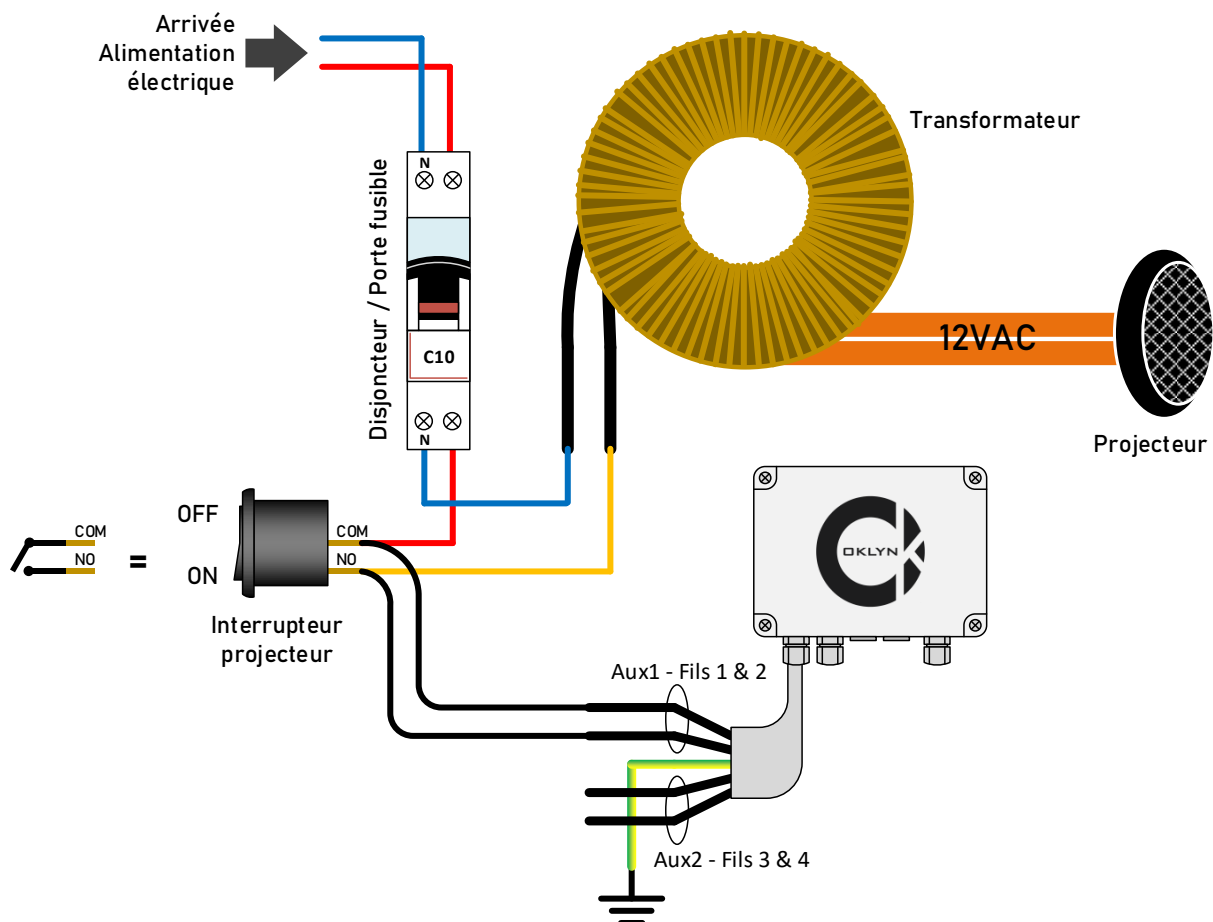 Arrivée
Alimentation
électrique
N
Disjoncteur / Porte fusible
C10
N
Transformateur
12VAC
Projecteur
OFF
ON
COM
NO
=
COM
NO
Interrupteur
projecteur
OKLYN
Aux1 - Fils 1 & 2
Aux2 - Fils 3 & 4